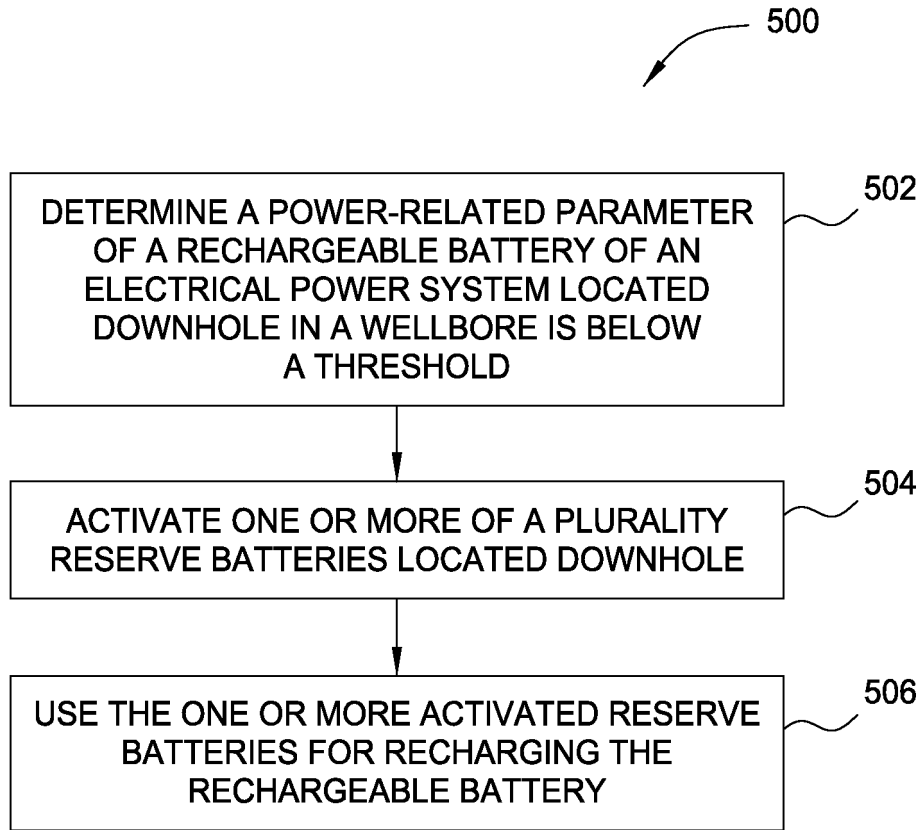 500
502
DETERMINE A POWER-RELATED PARAMETER
OF A RECHARGEABLE BATTERY OF AN
ELECTRICAL POWER SYSTEM LOCATED
DOWNHOLE IN A WELLBORE IS BELOW
A THRESHOLD
504
ACTIVATE ONE OR MORE OF A PLURALITY
RESERVE BATTERIES LOCATED DOWNHOLE
506
USE THE ONE OR MORE ACTIVATED RESERVE
BATTERIES FOR RECHARGING THE
RECHARGEABLE BATTERY